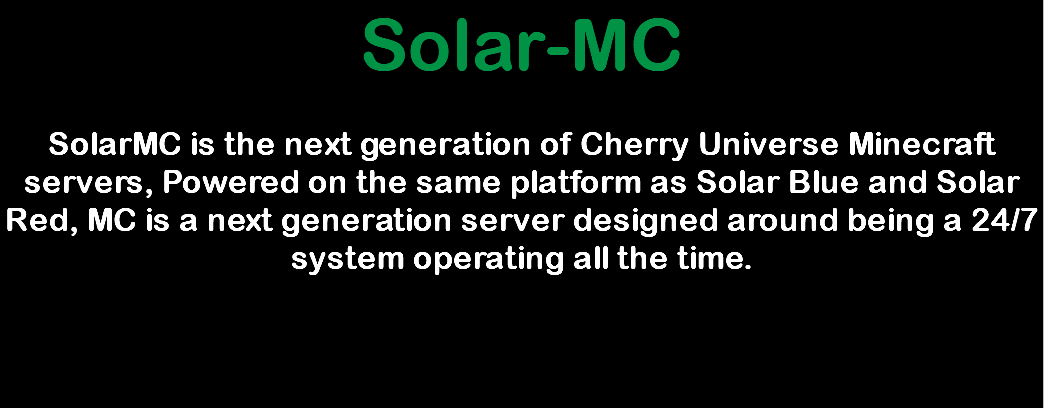 Solar-MC
SolarMC is the next generation of Cherry Universe Minecraft
servers, Powered on the same platform as Solar Blue and Solar
Red, MC is a next generation server designed around being a 24/7
system operating all the time.